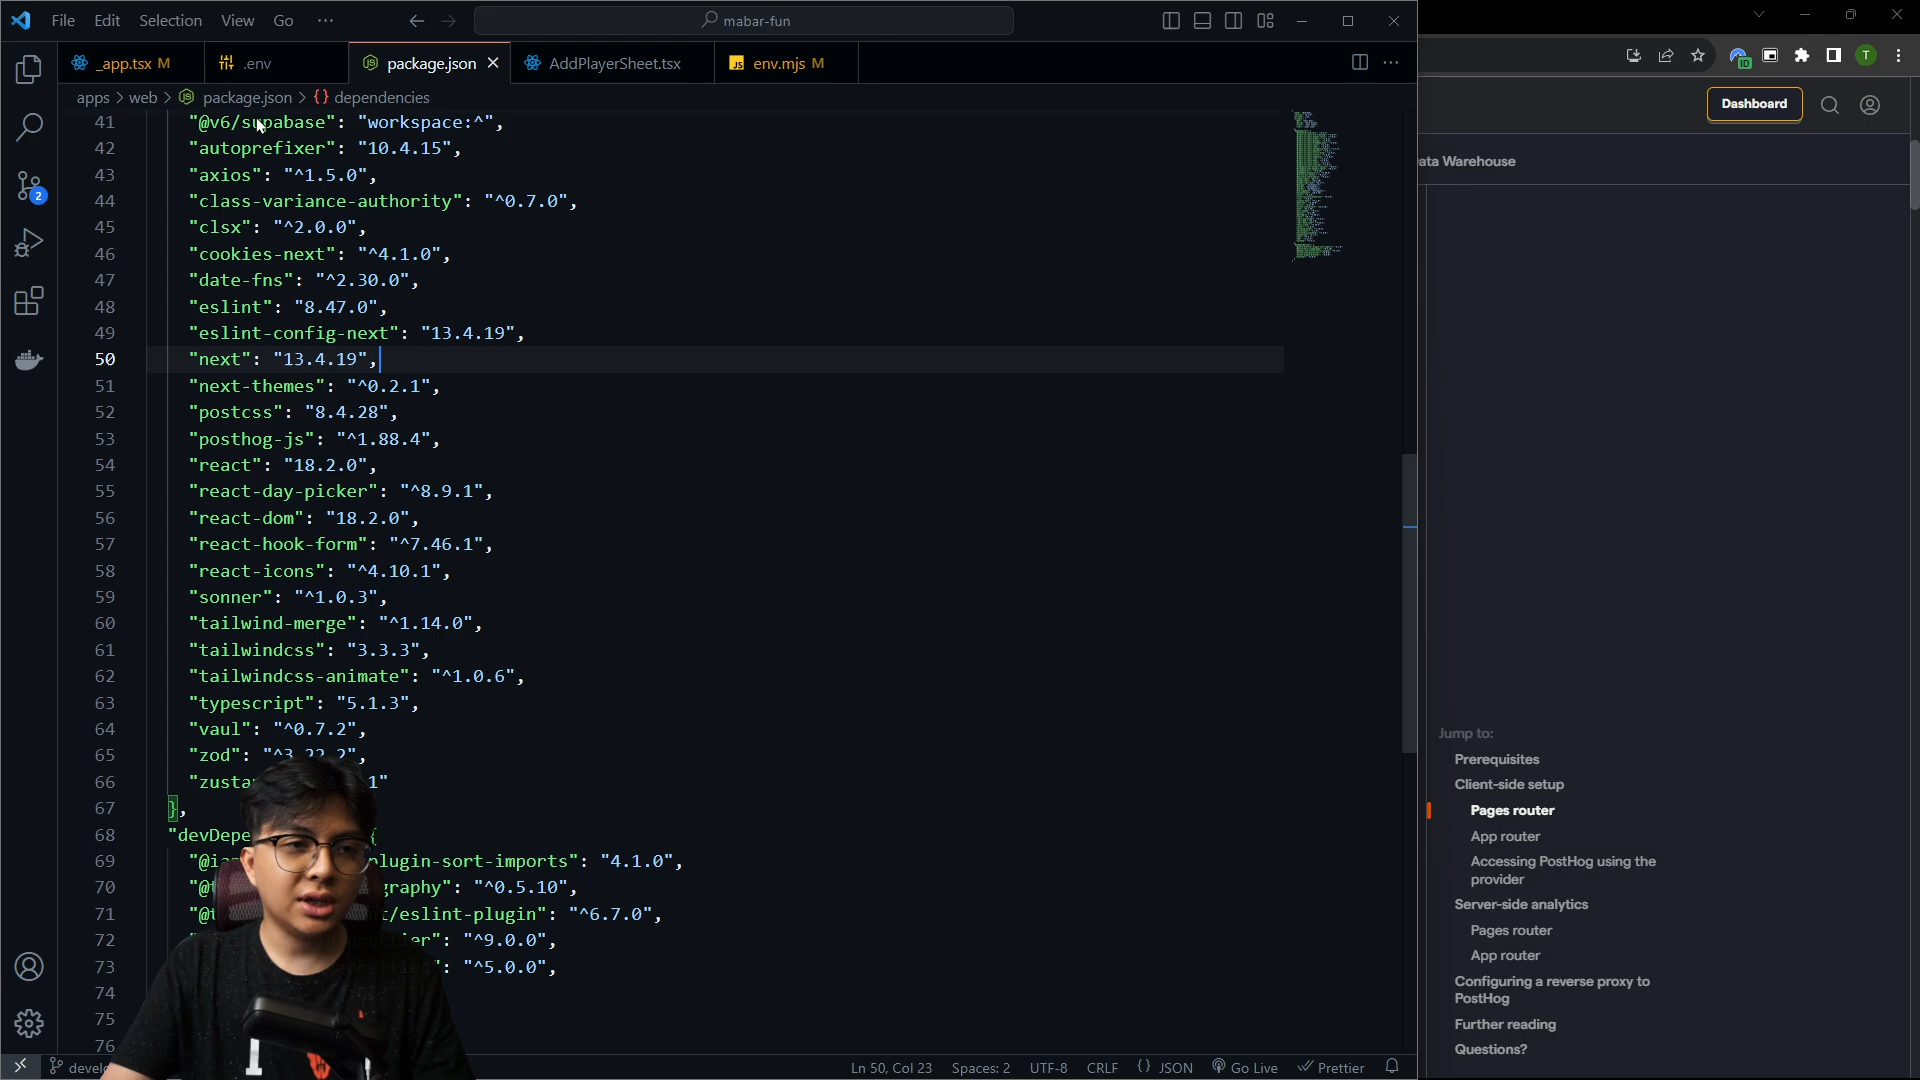 File Edit Selection View Go ···
mabar-fun
_app.tsx M
.env
package.json
AddPlayerSheet.tsx
env.mjs M
apps > web > package.json > {} dependencies
41 "@v6/supabase": "workspace:^",
42 "autoprefixer": "10.4.15",
43 "axios": "^1.5.0",
44 "class-variance-authority": "^0.7.0",
45 "clsx": "^2.0.0",
46 "cookies-next": "^4.1.0",
47 "date-fns": "^2.30.0",
48 "eslint": "8.47.0",
49 "eslint-config-next": "13.4.19",
50 "next": "13.4.19",
51 "next-themes": "^0.2.1",
52 "postcss": "8.4.28",
53 "posthog-js": "^1.88.4",
54 "react": "18.2.0",
55 "react-day-picker": "^8.9.1",
56 "react-dom": "18.2.0",
57 "react-hook-form": "^7.46.1",
58 "react-icons": "^4.10.1",
59 "sonner": "^1.0.3",
60 "tailwind-merge": "^1.14.0",
61 "tailwindcss": "3.3.3",
62 "tailwindcss-animate": "^1.0.6",
63 "typescript": "5.1.3",
64 "vaul": "^0.7.2",
65 "zod": "^3.22.2",
66 "zusta 1"
67 },
68 "devDepe {
69 "@ia plugin-sort-imports": "4.1.0",
70 "@t graphy": "^0.5.10",
71 "@t t/eslint-plugin": "^6.7.0",
72 "^9.0.0",
73 "^5.0.0",
74
75
76
2
develo
Ln 50, Col 23 Spaces: 2 UTF-8 CRLF {} JSON Go Live Prettier
ID
T
Dashboard
ata Warehouse
Jump to:
Prerequisites
Client-side setup
Pages router
App router
Accessing PostHog using the
provider
Server-side analytics
Pages router
App router
Configuring a reverse proxy to
PostHog
Further reading
Questions?